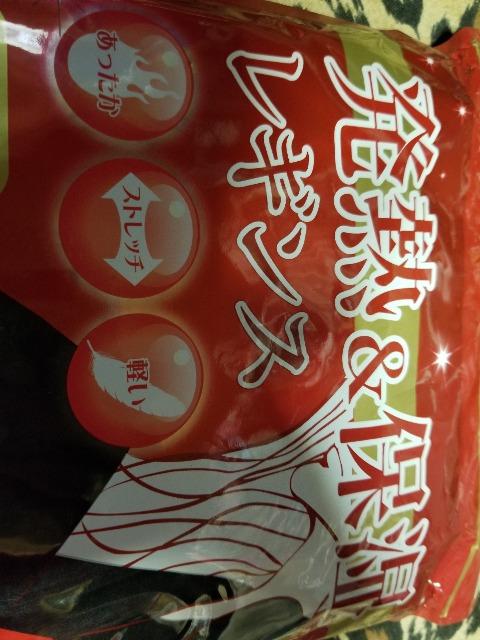 発熱&保温
レギンス
あったか
ストレッチ
軽い